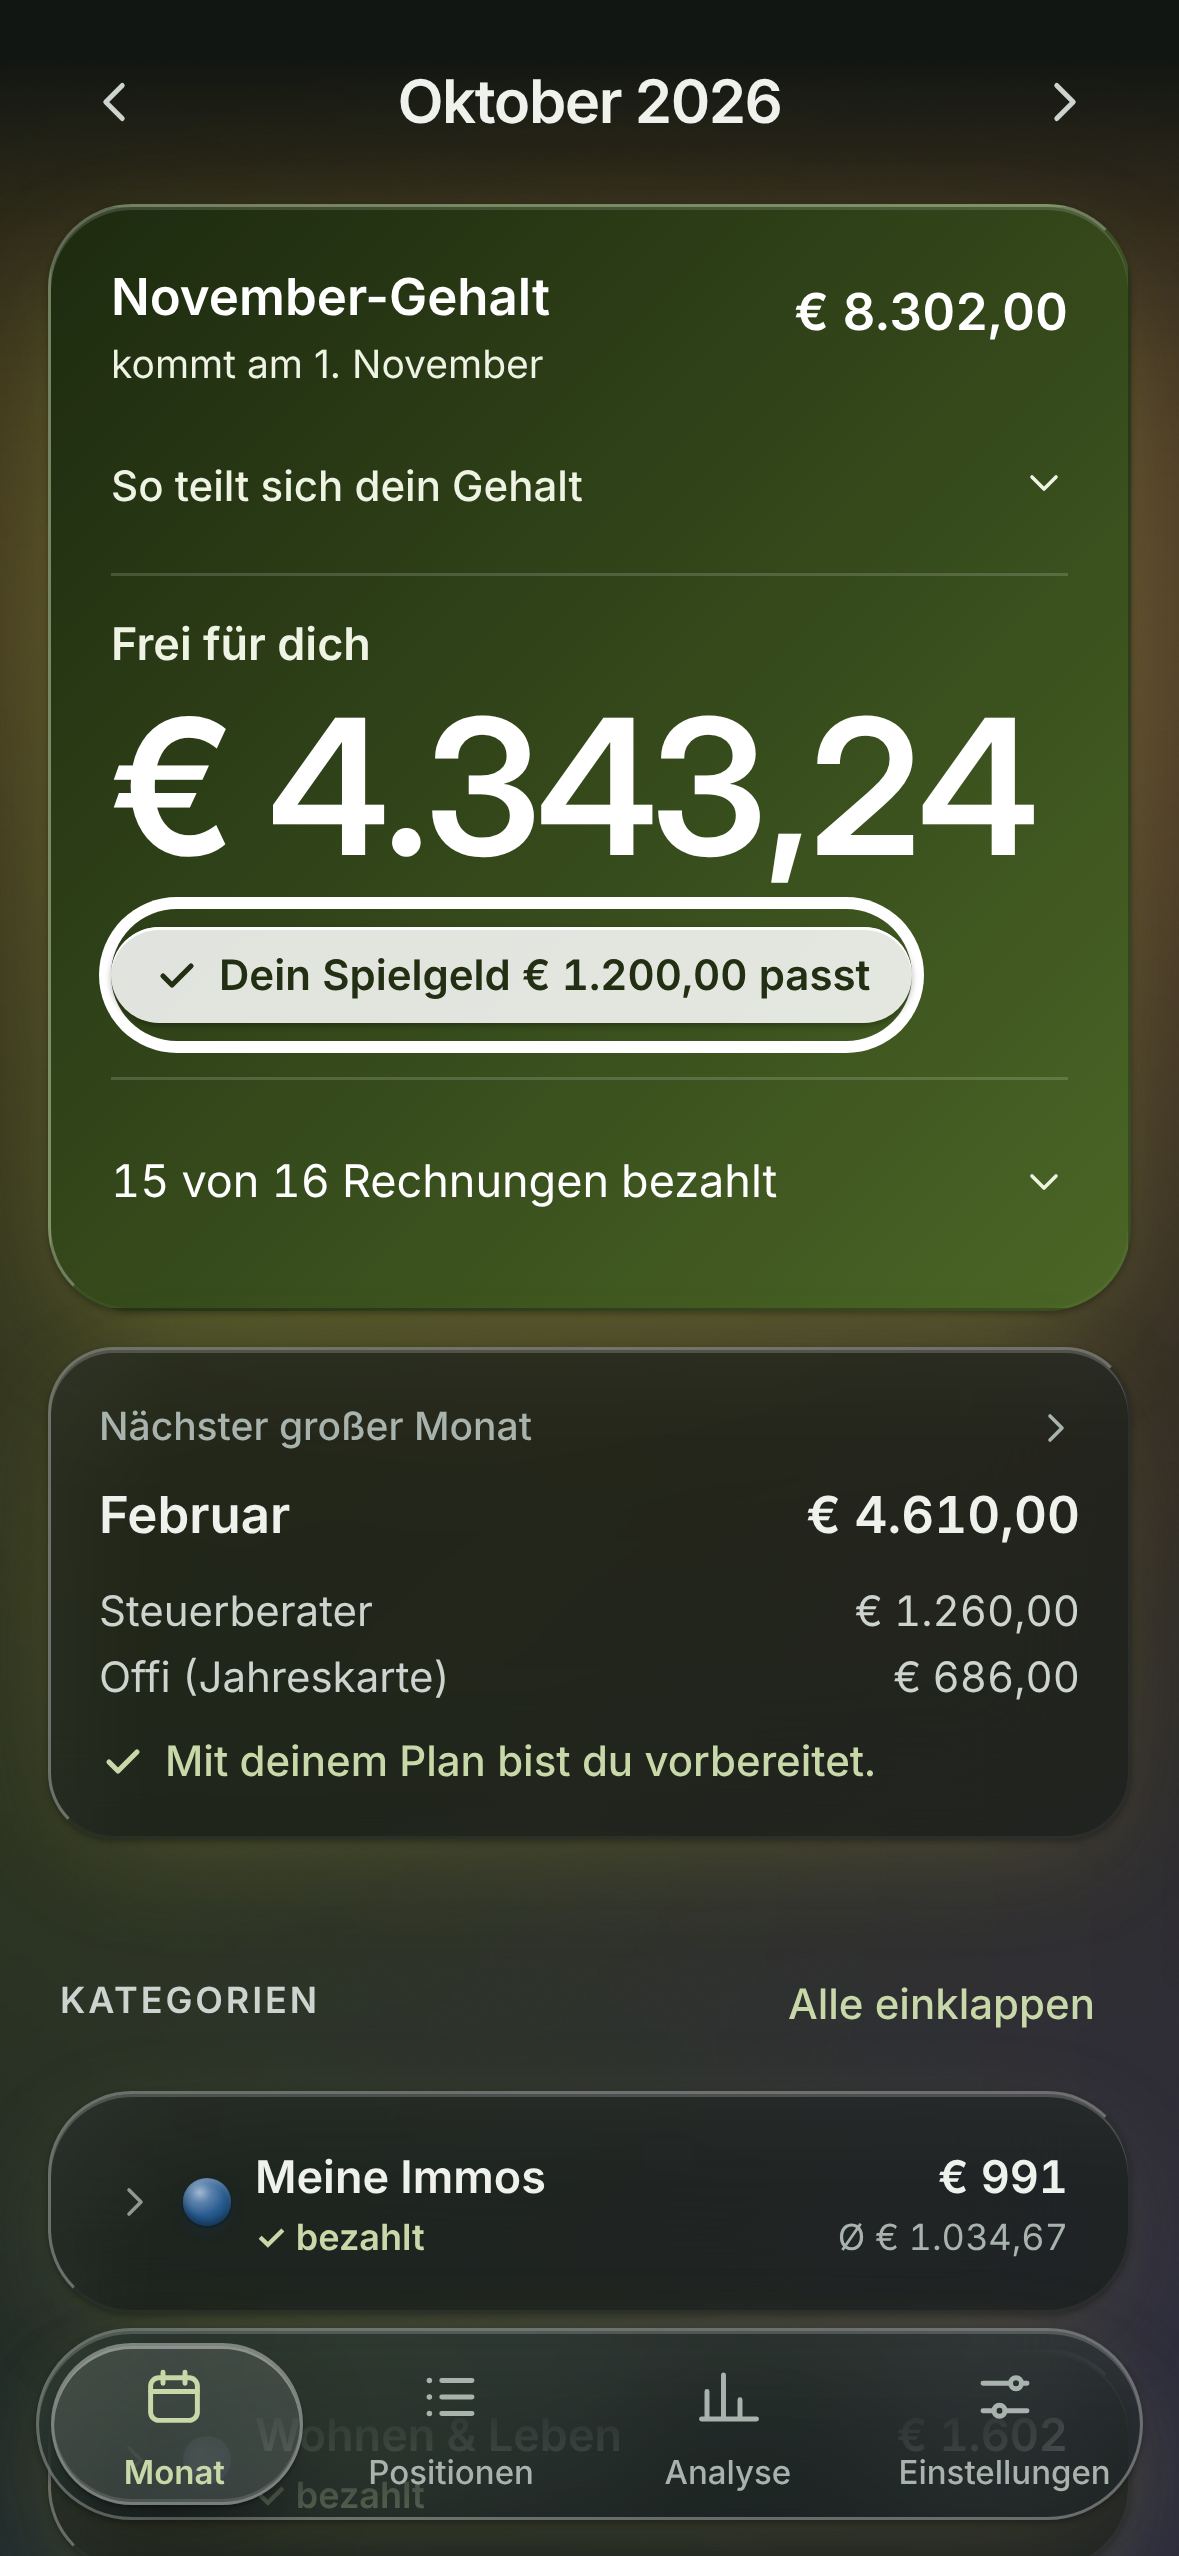 Oktober 2026
November-Gehalt
€ 8.302,00
kommt am 1. November
So teilt sich dein Gehalt
Frei für dich
€ 4.343,24
Dein Spielgeld € 1.200,00 passt
15 von 16 Rechnungen bezahlt
Nächster großer Monat
Februar € 4.610,00
Steuerberater € 1.260,00
Offi (Jahreskarte) € 686,00
Mit deinem Plan bist du vorbereitet.
KATEGORIEN Alle einklappen
Meine Immos € 991
bezahlt Ø € 1.034,67
Wohnen & Leben € 1.602
bezahlt
Monat Positionen Analyse Einstellungen